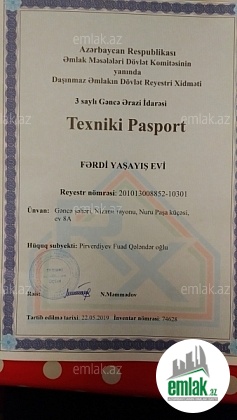 Azərbaycan Respublikası
Əmlak Məsələləri Dövlət Komitəsinin
yanında
Daşınmaz Əmlakın Dövlət Reyestri Xidməti
3 saylı Gəncə Ərazi İdarəsi
Texniki Pasport
FƏRDİ YAŞAYIŞ EVİ
Reyestr nömrəsi: 201013008852-10301
Ünvan: Gəncə şəhəri, Nizami rayonu, Nuru Paşa küçəsi,
ev 8A
Hüquq subyekti: Pərverdiyev Fuad Qələndər oğlu
Rəis: N.Məmmədov
Tərtib edilmə tarixi: 22.05.2019 İnventar nömrəsi: 74628
emlak.az